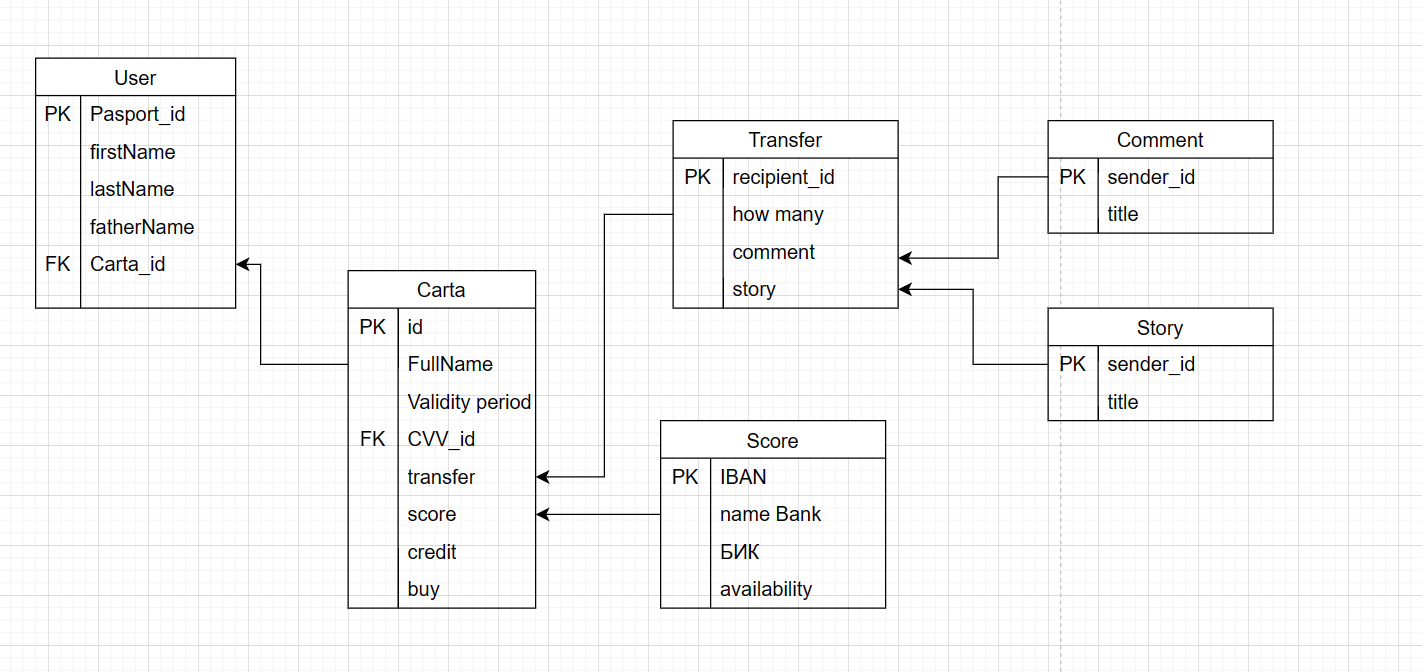 User
PK Pasport_id
firstName
lastName
fatherName
FK Carta_id
Carta
PK id
FullName
Validity period
FK CVV_id
transfer
score
credit
buy
Transfer
PK recipient_id
how many
comment
story
Score
PK IBAN
name Bank
БИК
availability
Comment
PK sender_id
title
Story
PK sender_id
title